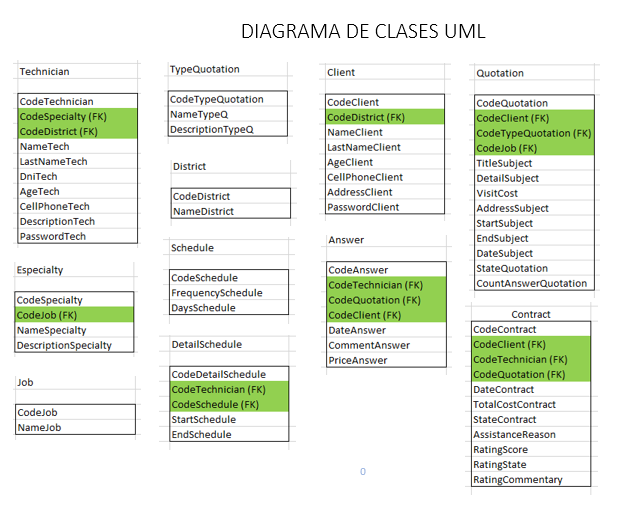 DIAGRAMA DE CLASES UML
Technician
CodeTechnician
CodeSpecialty (FK)
CodeDistrict (FK)
NameTech
LastNameTech
DniTech
AgeTech
CellPhoneTech
DescriptionTech
PasswordTech
Especialty
CodeSpecialty
CodeJob (FK)
NameSpecialty
DescriptionSpecialty
Job
CodeJob
NameJob
TypeQuotation
CodeTypeQuotation
NameTypeQ
DescriptionTypeQ
District
CodeDistrict
NameDistrict
Schedule
CodeSchedule
FrequencySchedule
DaysSchedule
DetailSchedule
CodeDetailSchedule
CodeTechnician (FK)
CodeSchedule (FK)
StartSchedule
EndSchedule
Client
CodeClient
CodeDistrict (FK)
NameClient
LastNameClient
AgeClient
CellPhoneClient
AddressClient
PasswordClient
Answer
CodeAnswer
CodeTechnician (FK)
CodeQuotation (FK)
CodeClient (FK)
DateAnswer
CommentAnswer
PriceAnswer
0
Quotation
CodeQuotation
CodeClient (FK)
CodeTypeQuotation (FK)
CodeJob (FK)
TitleSubject
DetailSubject
VisitCost
AddressSubject
StartSubject
EndSubject
DateSubject
StateQuotation
CountAnswerQuotation
Contract
CodeContract
CodeClient (FK)
CodeTechnician (FK)
CodeQuotation (FK)
DateContract
TotalCostContract
StateContract
AssistanceReason
RatingScore
RatingState
RatingCommentary